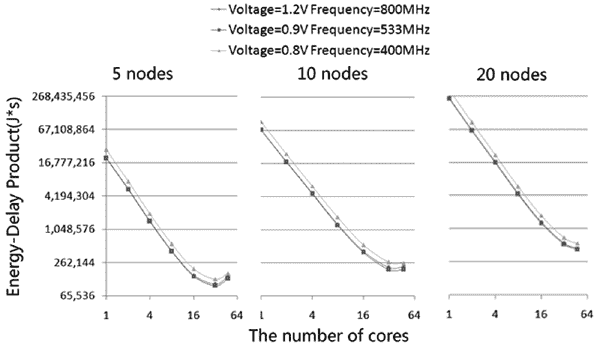 Voltage=1.2V Frequency=800MHz
Voltage=0.9V Frequency=533MHz
Voltage=0.8V Frequency=400MHz
5 nodes 10 nodes 20 nodes
Energy-Delay Product(J*s)
268,435,456
67,108,864
16,777,216
4,194,304
1,048,576
262,144
65,536
1 4 16 64 1 4 16 64 1 4 16 64
The number of cores